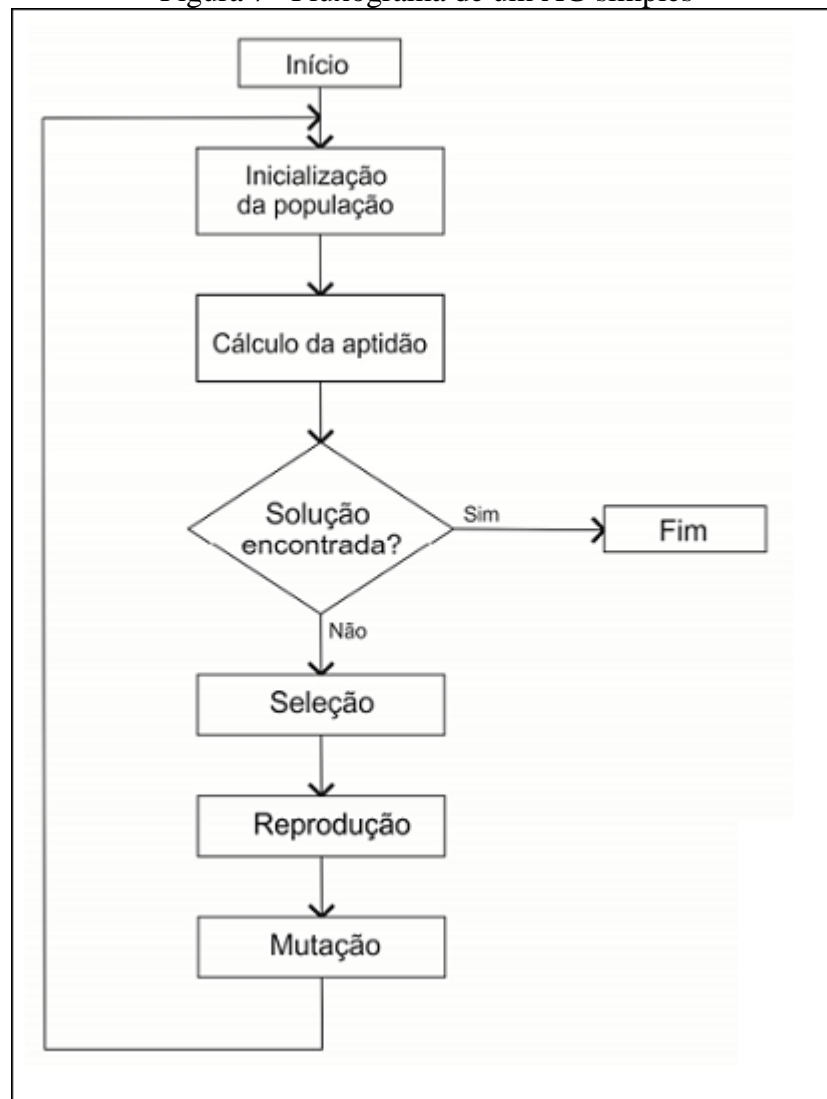 Início
Inicialização
da população
Cálculo da aptidão
Solução
encontrada?
Sim
Fim
Não
Seleção
Reprodução
Mutação